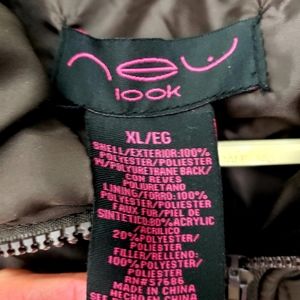 new
look
XL/EG
SHELL/EXTERIOR:100%
POLYESTER/POLIESTER
W/POLYURETHANE BACK/
CON REVES
POLIURETANO
LINING/FORRO:100%
POLYESTER/POLIESTER
FAUX FUR/PIEL DE
SINTETICO:80%ACRYLIC
/ACRILICO
20%POLYESTER/
POLIESTER
FILLER/RELLENO:
100%POLYESTER/
POLIESTER
RN#57686
MADE IN CHINA
HECHO EN CHINA
SEE